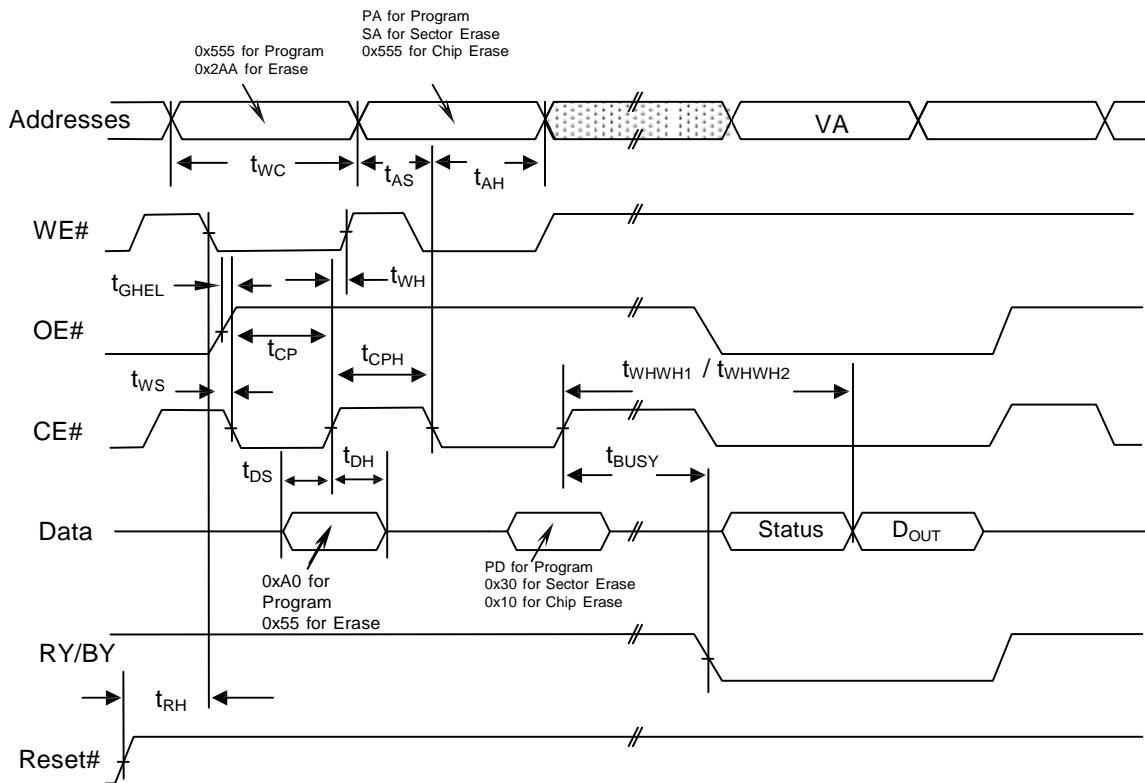 PA for Program
SA for Sector Erase
0x555 for Chip Erase
0x555 for Program
0x2AA for Erase
Addresses
VA
tWC
tAS
tAH
WE#
tGHEL
tWH
OE#
tCP
tCPH
tWHWH1 / tWHWH2
tWS
CE#
tDS
tDH
tBUSY
Data
Status
DOUT
0xA0 for
Program
0x55 for Erase
PD for Program
0x30 for Sector Erase
0x10 for Chip Erase
RY/BY
tRH
Reset#